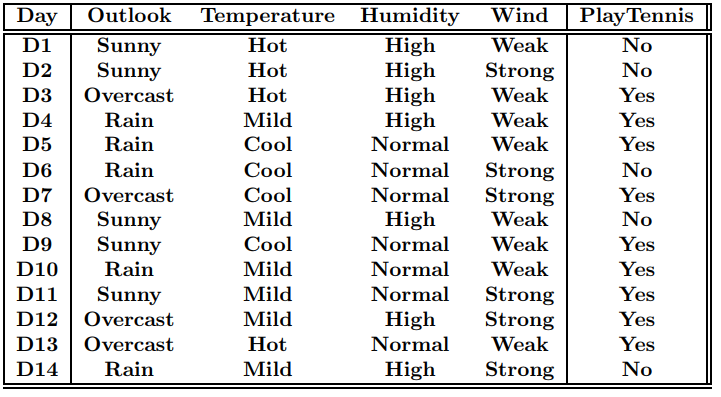 Day Outlook Temperature Humidity Wind PlayTennis
D1 Sunny Hot High Weak No
D2 Sunny Hot High Strong No
D3 Overcast Hot High Weak Yes
D4 Rain Mild High Weak Yes
D5 Rain Cool Normal Weak Yes
D6 Rain Cool Normal Strong No
D7 Overcast Cool Normal Strong Yes
D8 Sunny Mild High Weak No
D9 Sunny Cool Normal Weak Yes
D10 Rain Mild Normal Weak Yes
D11 Sunny Mild Normal Strong Yes
D12 Overcast Mild High Strong Yes
D13 Overcast Hot Normal Weak Yes
D14 Rain Mild High Strong No